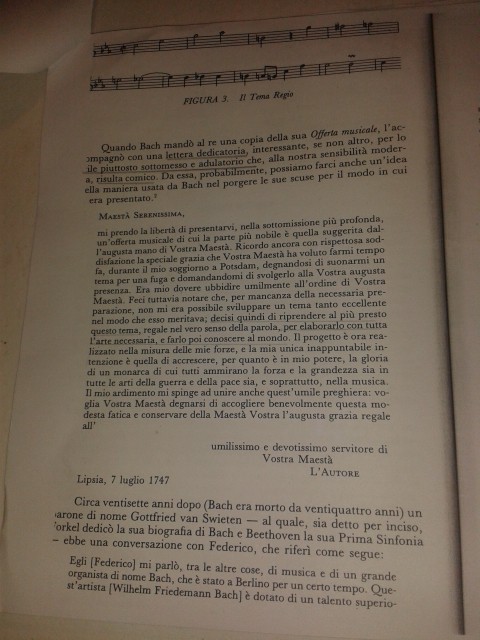 FIGURA 3. Il Tema Regio
Quando Bach mandò al re una copia della sua Offerta musicale, l'ac-
ompagnò con una lettera dedicatoria, interessante, se non altro, per lo
ile piuttosto sottomesso e adulatorio che, alla nostra sensibilità moder-
a, risulta comico. Da essa, probabilmente, possiamo farci anche un'idea
ella maniera usata da Bach nel porgere le sue scuse per il modo in cui
era presentato.²
MAESTÀ SERENISSIMA,
mi prendo la libertà di presentarvi, nella sottomissione più profonda,
un'offerta musicale di cui la parte più nobile è quella suggerita dal-
l'augusta mano di Vostra Maestà. Ricordo ancora con rispettosa sod-
disfazione la speciale grazia che Vostra Maestà ha voluto farmi tempo
fa, durante il mio soggiorno a Potsdam, degnandosi di suonarmi un
tema per una fuga e domandandomi di svolgerlo alla Vostra augusta
presenza. Era mio dovere ubbidire umilmente all'ordine di Vostra
Maestà. Feci tuttavia notare che, per mancanza della necessaria pre-
parazione, non mi era possibile sviluppare un tema tanto eccellente
nel modo che esso meritava; decisi quindi di riprendere al più presto
questo tema, regale nel vero senso della parola, per elaborarlo con tutta
l'arte necessaria, e farlo poi conoscere al mondo. Il progetto è ora rea-
lizzato nella misura delle mie forze, e la mia unica inappuntabile in-
tenzione è quella di accrescere, per quanto è in mio potere, la gloria
di un monarca di cui tutti ammirano la forza e la grandezza sia in
tutte le arti della guerra e della pace sia, e soprattutto, nella musica.
Il mio ardimento mi spinge ad unire anche quest'umile preghiera: vo-
glia Vostra Maestà degnarsi di accogliere benevolmente questa mo-
desta fatica e conservare della Maestà Vostra l'augusta grazia regale
all'
umilissimo e devotissimo servitore di
Vostra Maestà
L'AUTORE
Lipsia, 7 luglio 1747
Circa ventisette anni dopo (Bach era morto da ventiquattro anni) un
barone di nome Gottfried van Swieten — al quale, sia detto per inciso,
Forkel dedicò la sua biografia di Bach e Beethoven la sua Prima Sinfonia
— ebbe una conversazione con Federico, che riferì come segue:
Egli [Federico] mi parlò, tra le altre cose, di musica e di un grande
organista di nome Bach, che è stato a Berlino per un certo tempo. Que-
st'artista [Wilhelm Friedemann Bach] è dotato di un talento superio-